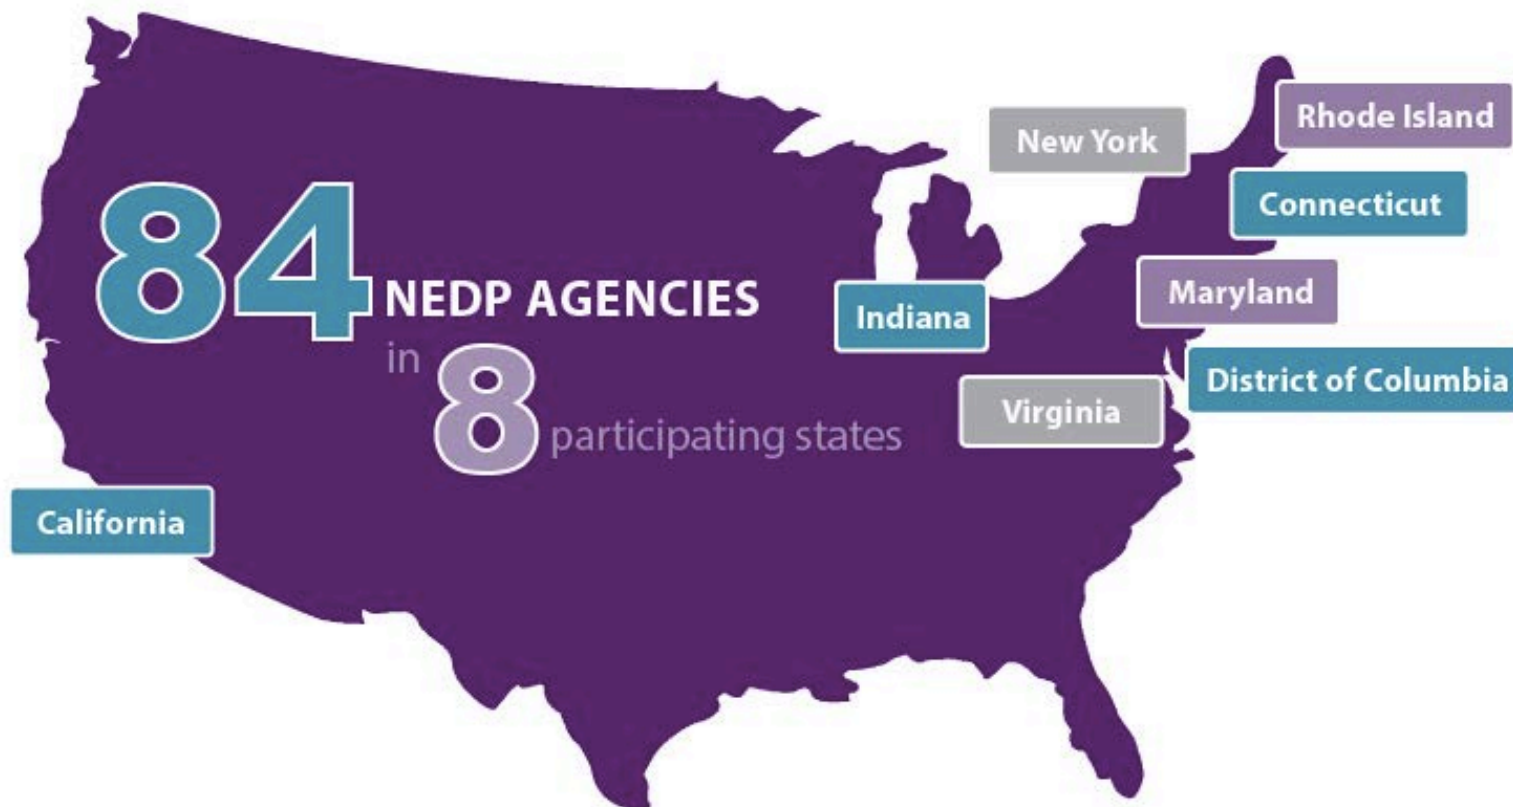 Rhode Island
New York
Connecticut
84 NEDP AGENCIES
Maryland
Indiana
in 8 participating states
District of Columbia
Virginia
California